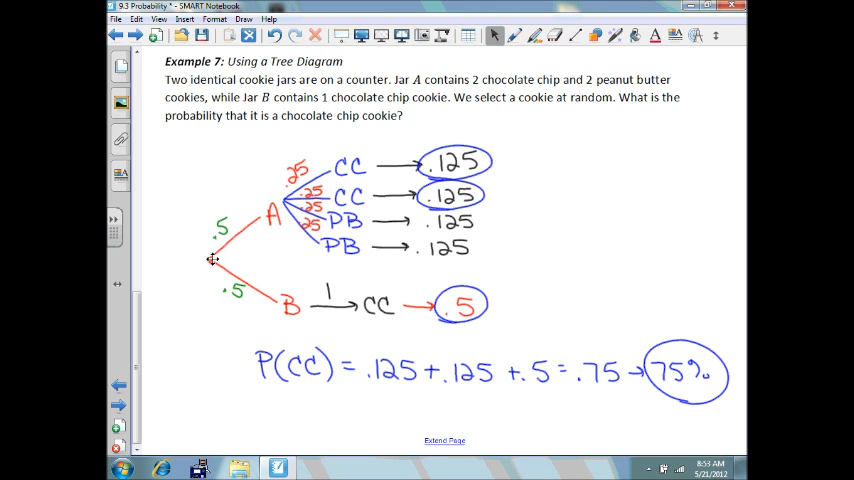 9.3 Probability * - SMART Notebook
File Edit View Insert Format Draw Help
Example 7: Using a Tree Diagram
Two identical cookie jars are on a counter. Jar A contains 2 chocolate chip and 2 peanut butter
cookies, while Jar B contains 1 chocolate chip cookie. We select a cookie at random. What is the
probability that it is a chocolate chip cookie?
.25 CC → .125
.25 CC → .125
.5 A .25 PB → .125
.25 PB → .125
.5 B 1 → CC → .5
P(CC) = .125 + .125 + .5 = .75 → 75%
Extend Page
8:53 AM
5/21/2012